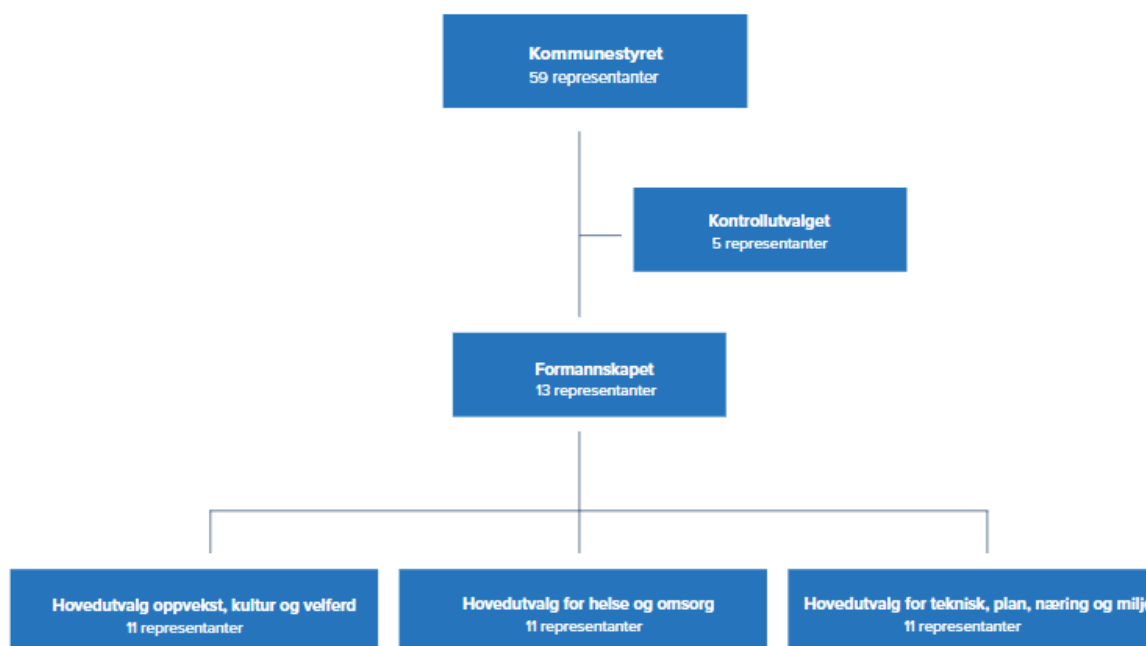 Kommunestyret
59 representanter
Kontrollutvalget
5 representanter
Formannskapet
13 representanter
Hovedutvalg oppvekst, kultur og velferd
11 representanter
Hovedutvalg for helse og omsorg
11 representanter
Hovedutvalg for teknisk, plan, næring og
11 representanter